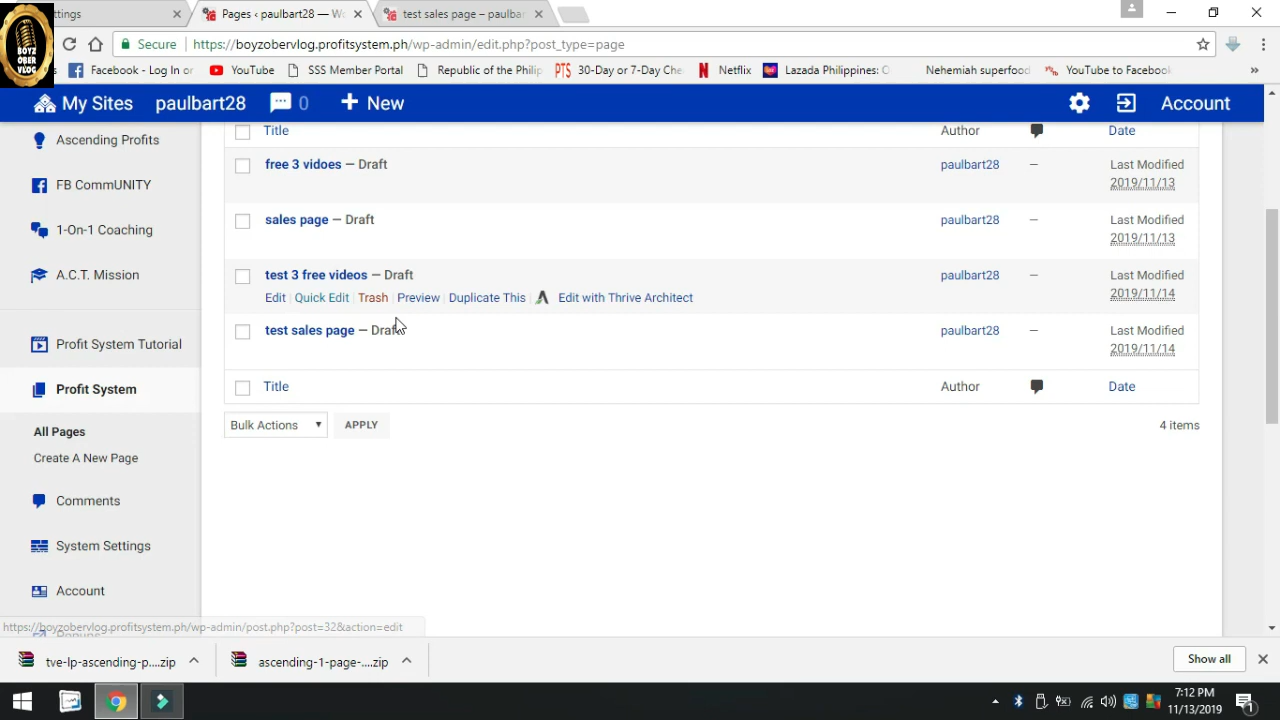 ttings
Pages ‹ paulbart28 — Wo
test sales page – paulbar
BOYZ
OBER
VLOG
Secure
https://boyzobervlog.profitsystem.ph/wp-admin/edit.php?post_type=page
Facebook - Log In or
YouTube
SSS Member Portal
Republic of the Philip
PTS 30-Day or 7-Day Che
Netflix
Lazada Philippines: O
Nehemiah superfood
YouTube to Facebook
»
My Sites
paulbart28
0
+ New
Account
Ascending Profits
FB CommUNITY
1-On-1 Coaching
A.C.T. Mission
Profit System Tutorial
Profit System
All Pages
Create A New Page
Comments
System Settings
Account
Title
Author
Date
free 3 vidoes — Draft
paulbart28
—
Last Modified
2019/11/13
sales page — Draft
paulbart28
—
Last Modified
2019/11/13
test 3 free videos — Draft
paulbart28
—
Last Modified
2019/11/14
Edit | Quick Edit | Trash | Preview | Duplicate This | Edit with Thrive Architect
test sales page — Draft
paulbart28
—
Last Modified
2019/11/14
Title
Author
Date
Bulk Actions
APPLY
4 items
https://boyzobervlog.profitsystem.ph/wp-admin/post.php?post=32&action=edit
tve-lp-ascending-p....zip
ascending-1-page-....zip
Show all
7:12 PM
11/13/2019
1